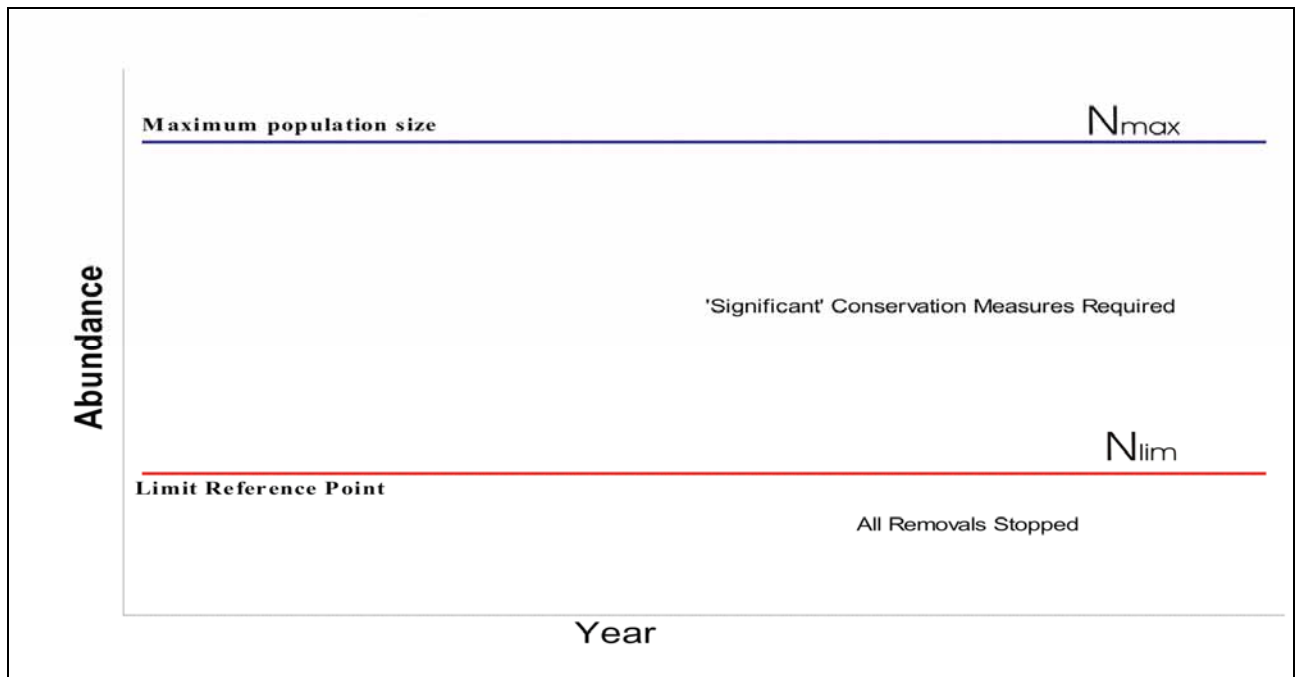 Maximum population size
Nmax
Abundance
'Significant' Conservation Measures Required
Nlim
Limit Reference Point
All Removals Stopped
Year